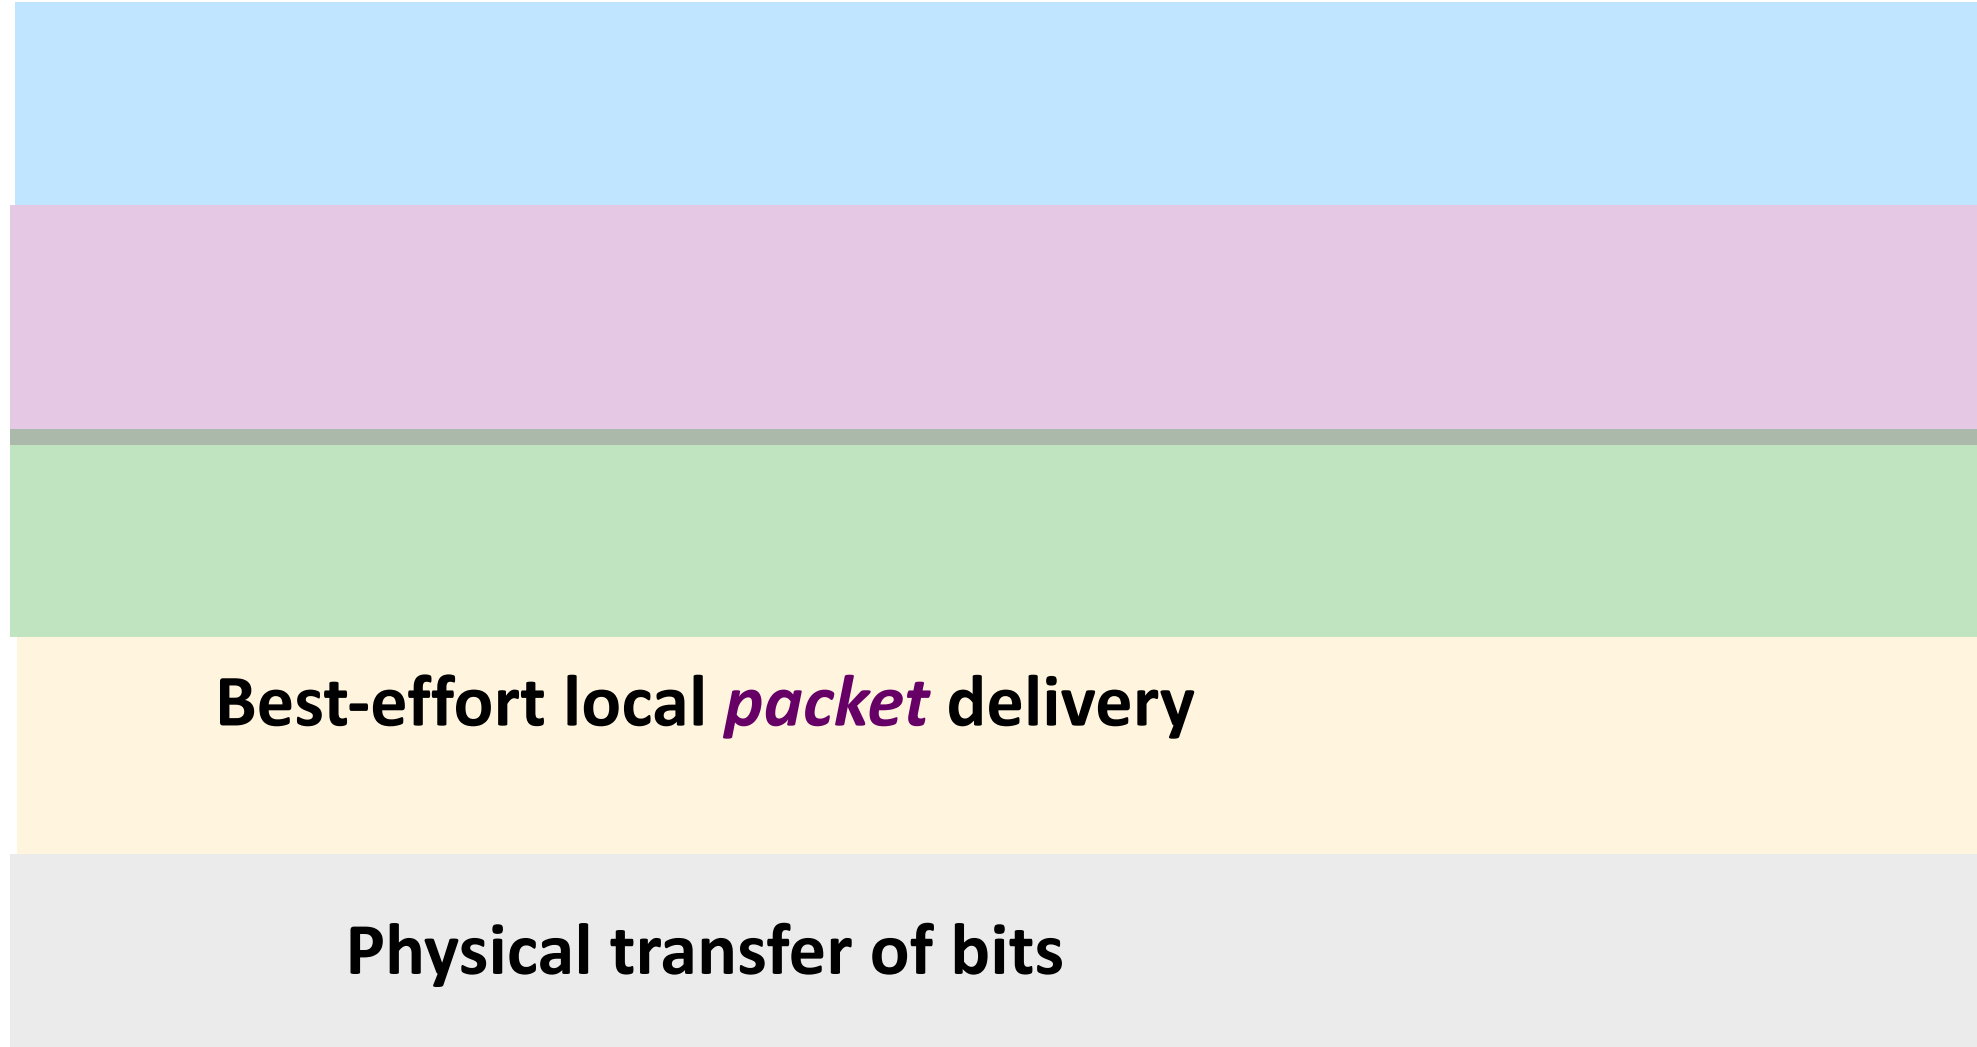 Best-effort local packet delivery
Physical transfer of bits